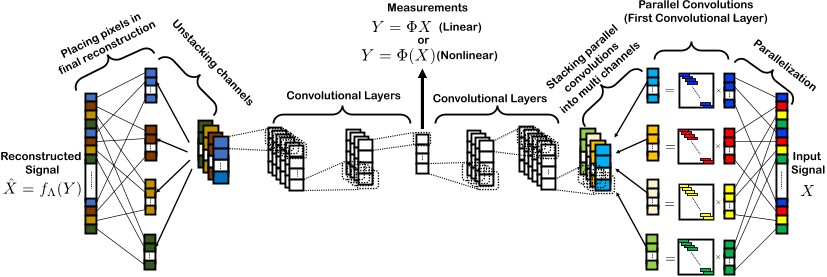 Placing pixels in
final reconstruction
Unstacking channels
Convolutional Layers
Measurements
Y = ΦX (Linear)
or
Y = Φ(X)(Nonlinear)
Convolutional Layers
Stacking parallel
convolutions
into multi channels
Parallel Convolutions
(First Convolutional Layer)
Parallelization
Reconstructed
Signal
X̂ = f_Λ(Y)
= ×
= ×
= ×
= ×
Input
Signal
X